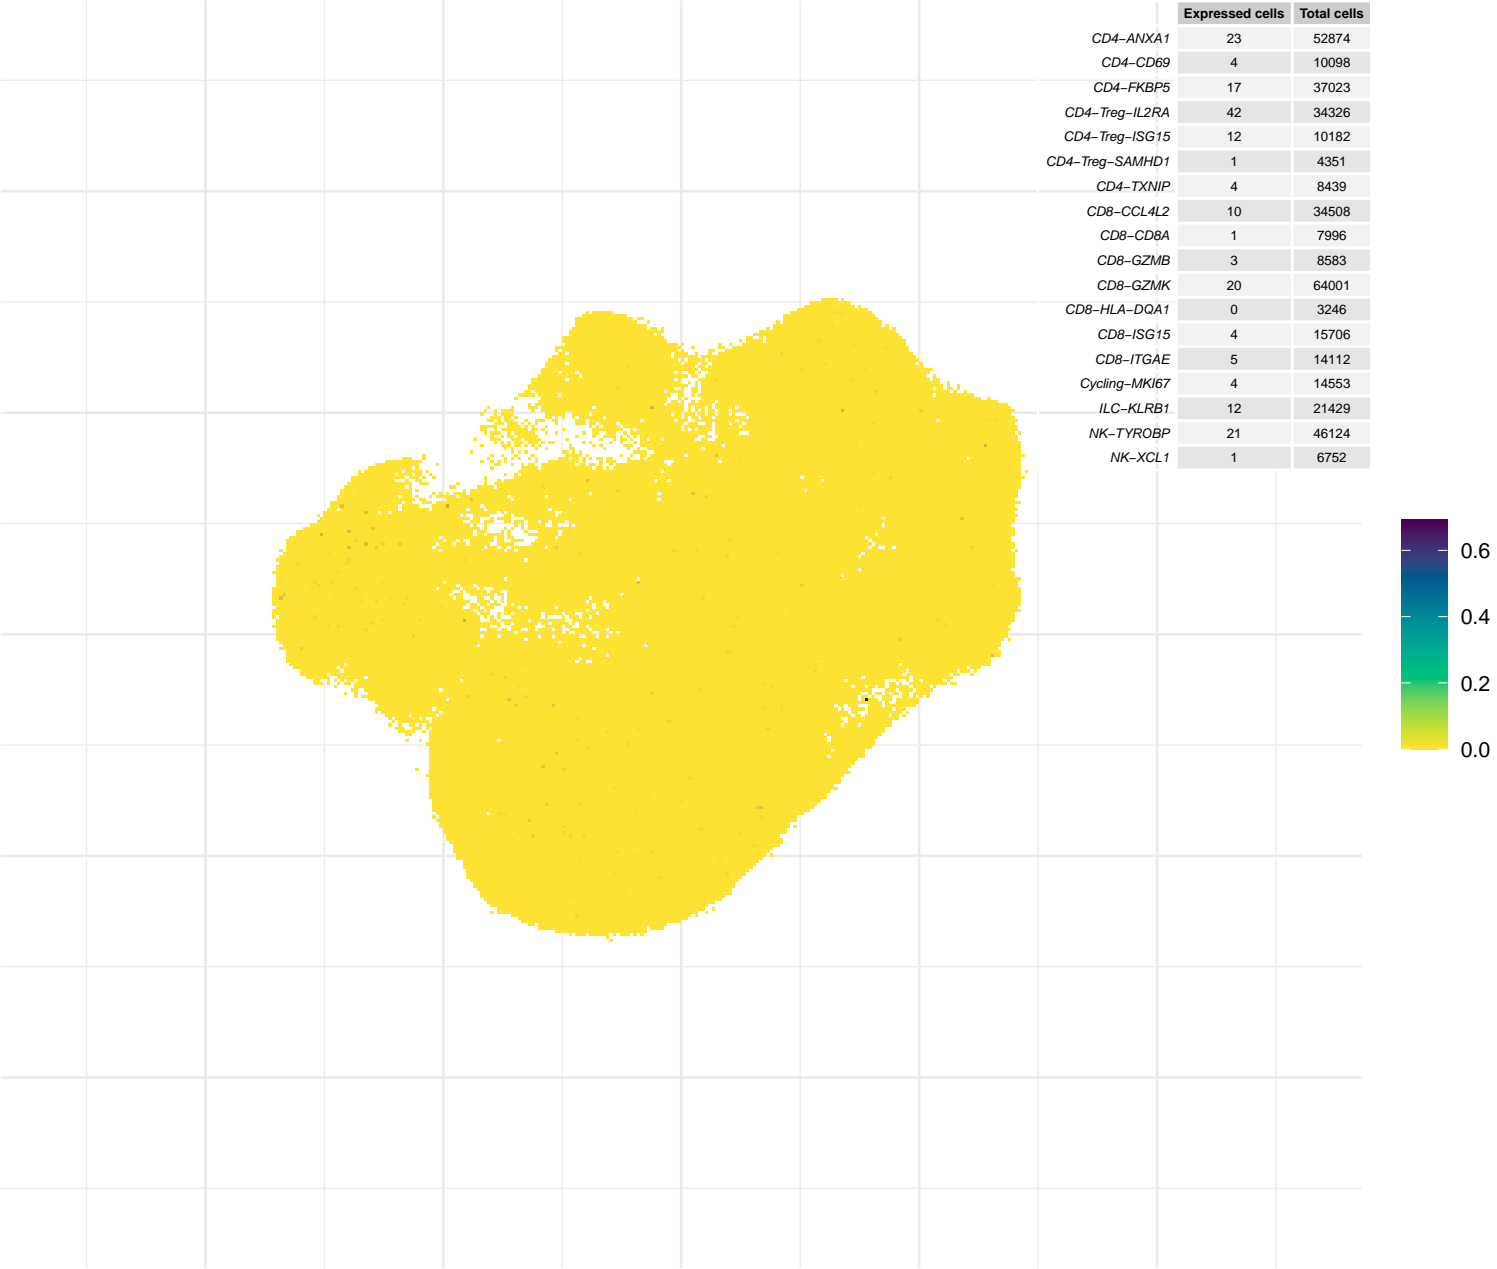 Expressed cells Total cells
CD4−ANXA1 23 52874
CD4−CD69 4 10098
CD4−FKBP5 17 37023
CD4−Treg−IL2RA 42 34326
CD4−Treg−ISG15 12 10182
CD4−Treg−SAMHD1 1 4351
CD4−TXNIP 4 8439
CD8−CCL4L2 10 34508
CD8−CD8A 1 7996
CD8−GZMB 3 8583
CD8−GZMK 20 64001
CD8−HLA−DQA1 0 3246
CD8−ISG15 4 15706
CD8−ITGAE 5 14112
Cycling−MKI67 4 14553
ILC−KLRB1 12 21429
NK−TYROBP 21 46124
NK−XCL1 1 6752
0.6
0.4
0.2
0.0